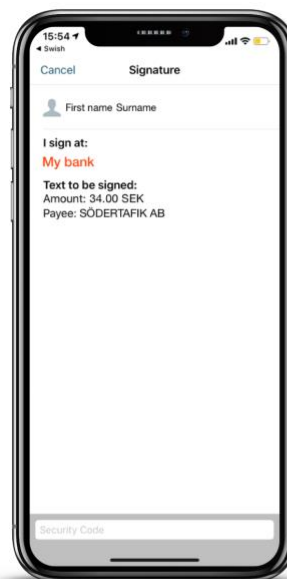 15:54
◀ Swish
Cancel
Signature
First name Surname
I sign at:
My bank
Text to be signed:
Amount: 34.00 SEK
Payee: SÖDERTAFIK AB
Security Code